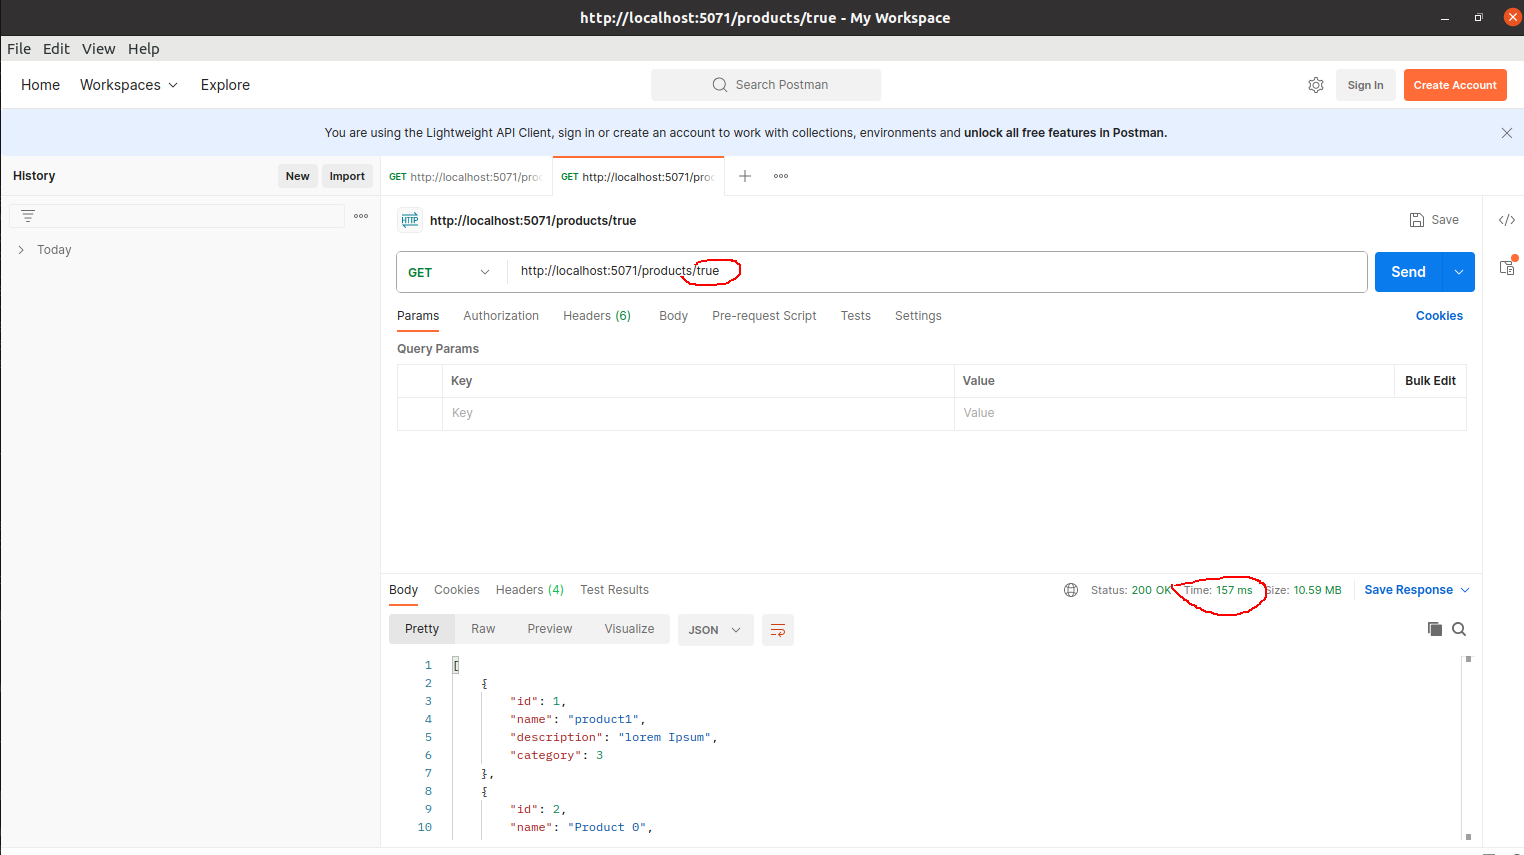 http://localhost:5071/products/true - My Workspace
File Edit View Help
Home Workspaces Explore Search Postman Sign In Create Account
You are using the Lightweight API Client, sign in or create an account to work with collections, environments and unlock all free features in Postman.
History New Import GET http://localhost:5071/pro GET http://localhost:5071/pro
HTTP http://localhost:5071/products/true Save </>
Today
GET http://localhost:5071/products/true Send
Params Authorization Headers (6) Body Pre-request Script Tests Settings Cookies
Query Params
Key Value Bulk Edit
Key Value
Body Cookies Headers (4) Test Results Status: 200 OK Time: 157 ms Size: 10.59 MB Save Response
Pretty Raw Preview Visualize JSON
1 [
2 {
3 "id": 1,
4 "name": "product1",
5 "description": "lorem Ipsum",
6 "category": 3
7 },
8 {
9 "id": 2,
10 "name": "Product 0",